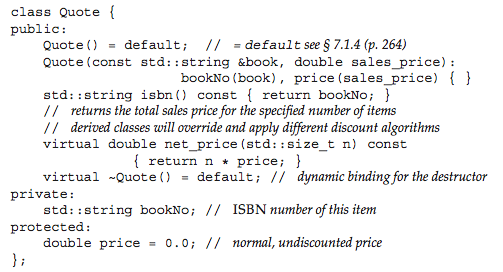 class Quote {
public:
Quote() = default; // = default see § 7.1.4 (p. 264)
Quote(const std::string &book, double sales_price):
bookNo(book), price(sales_price) { }
std::string isbn() const { return bookNo; }
// returns the total sales price for the specified number of items
// derived classes will override and apply different discount algorithms
virtual double net_price(std::size_t n) const
{ return n * price; }
virtual ~Quote() = default; // dynamic binding for the destructor
private:
std::string bookNo; // ISBN number of this item
protected:
double price = 0.0; // normal, undiscounted price
};